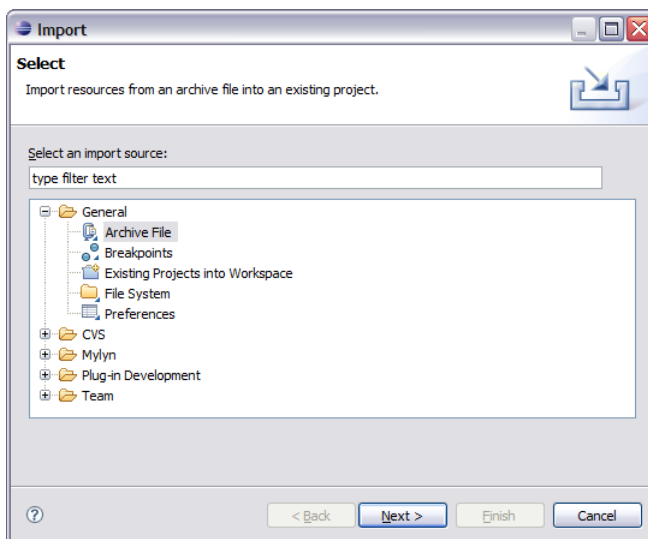 Import
Select
Import resources from an archive file into an existing project.
Select an import source:
type filter text
General
Archive File
Breakpoints
Existing Projects into Workspace
File System
Preferences
CVS
Mylyn
Plug-in Development
Team
? < Back Next > Finish Cancel